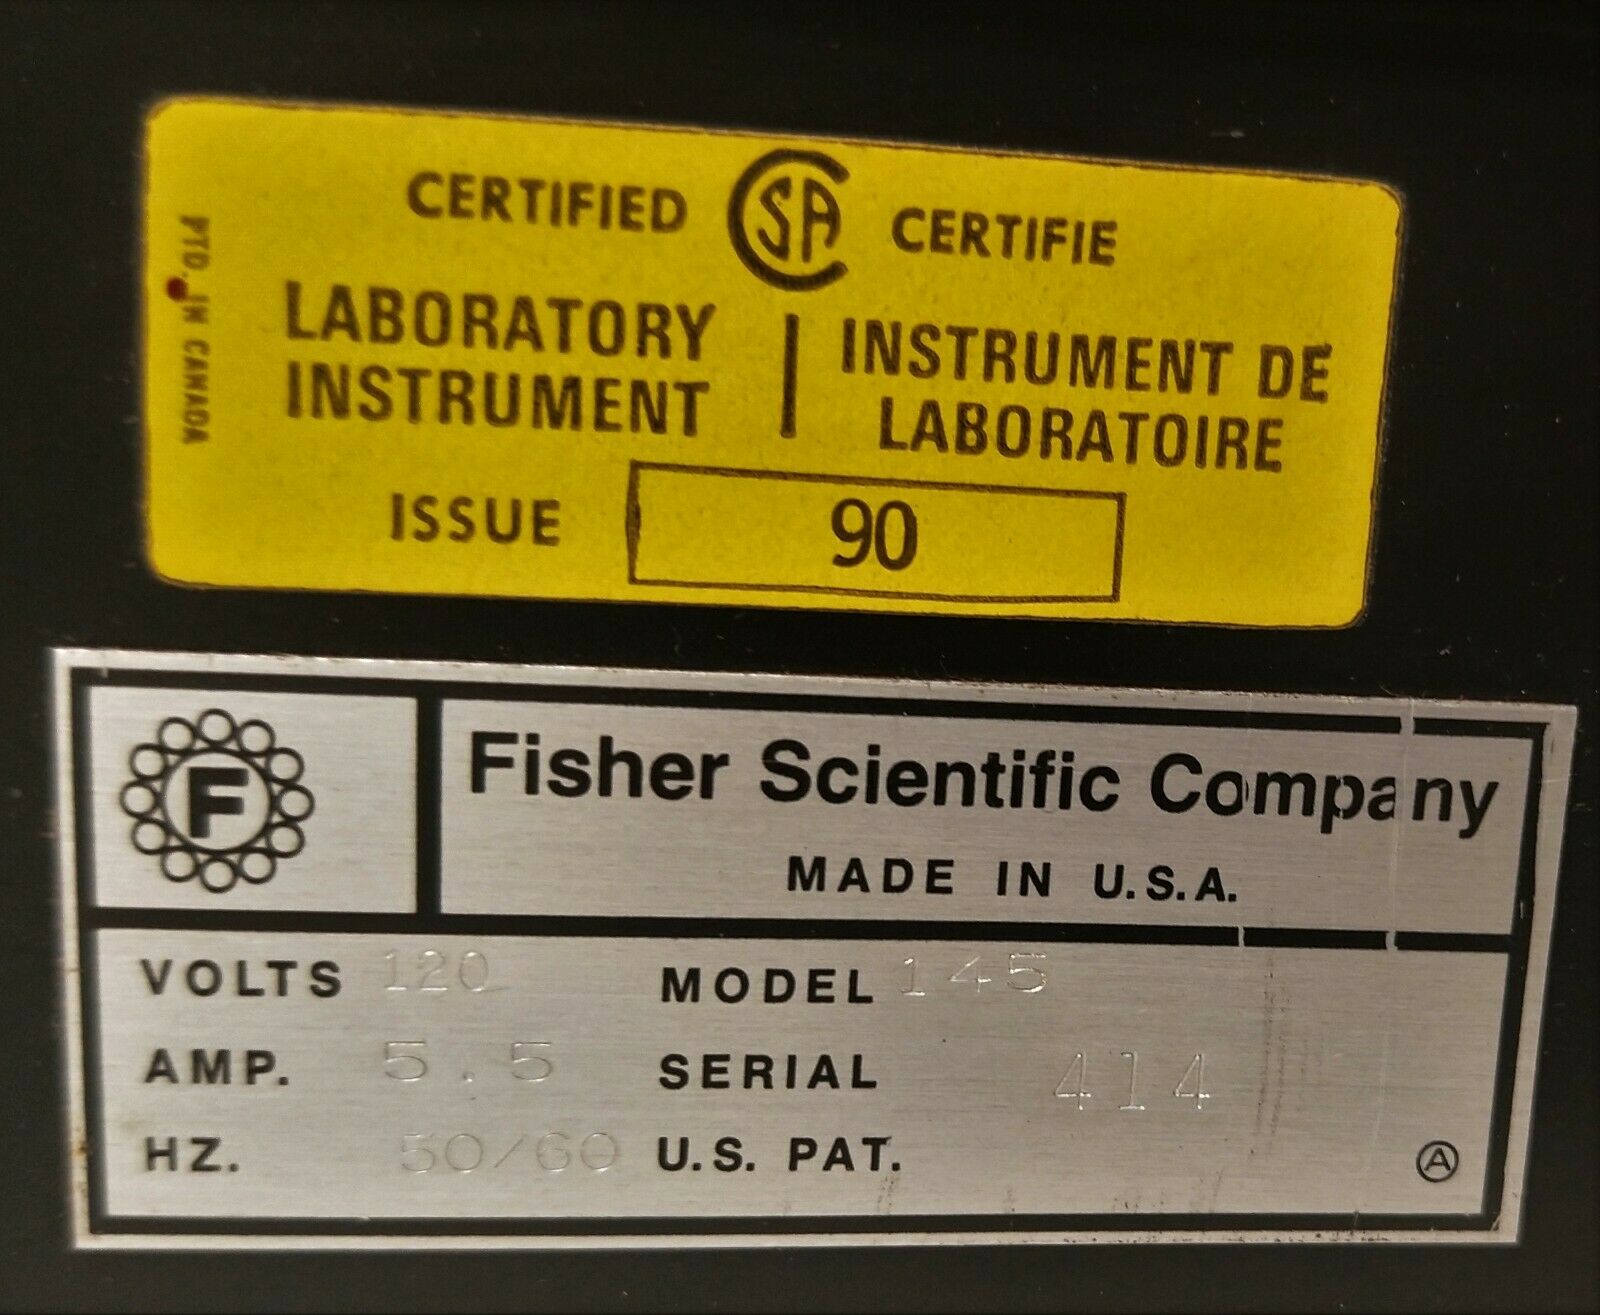 CERTIFIED CSA CERTIFIE
PTD. IN CANADA
LABORATORY
INSTRUMENT
INSTRUMENT DE
LABORATOIRE
ISSUE 90
F
Fisher Scientific Company
MADE IN U.S.A.
VOLTS 120 MODEL 145
AMP. 5.5 SERIAL 414
HZ. 50/60 U.S. PAT.
A